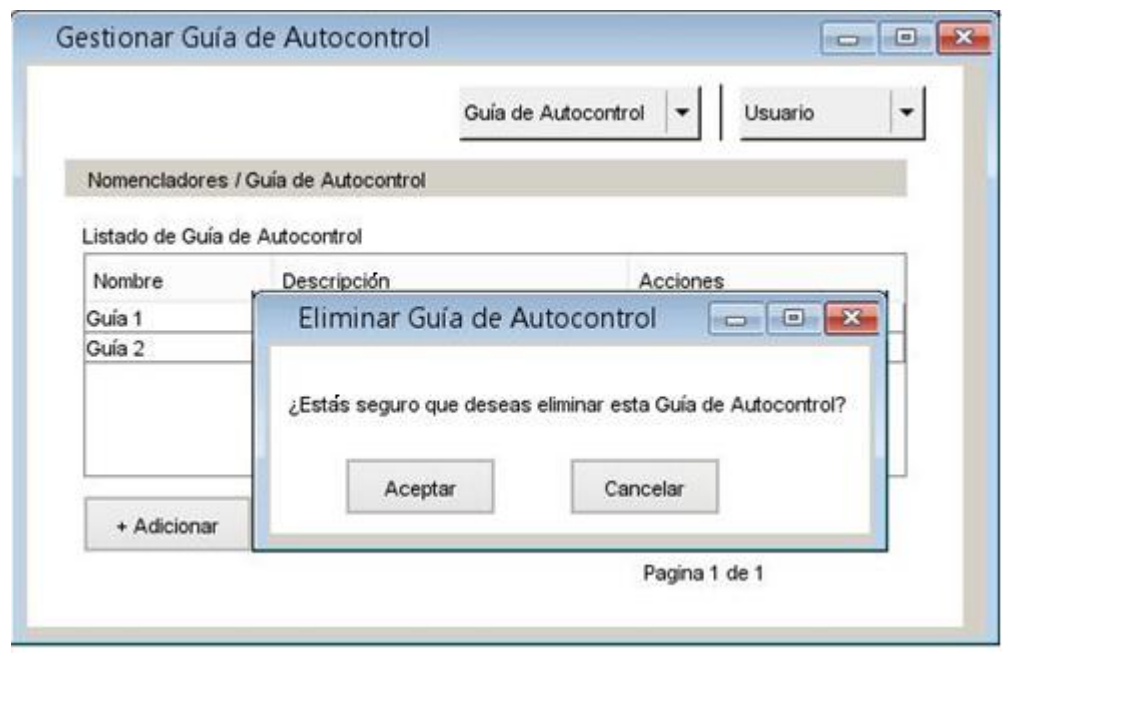 Gestionar Guía de Autocontrol
Guía de Autocontrol
Usuario
Nomencladores / Guía de Autocontrol
Listado de Guía de Autocontrol
Nombre Descripción Acciones
Guía 1
Guía 2
Eliminar Guía de Autocontrol
¿Estás seguro que deseas eliminar esta Guía de Autocontrol?
Aceptar Cancelar
+ Adicionar
Pagina 1 de 1